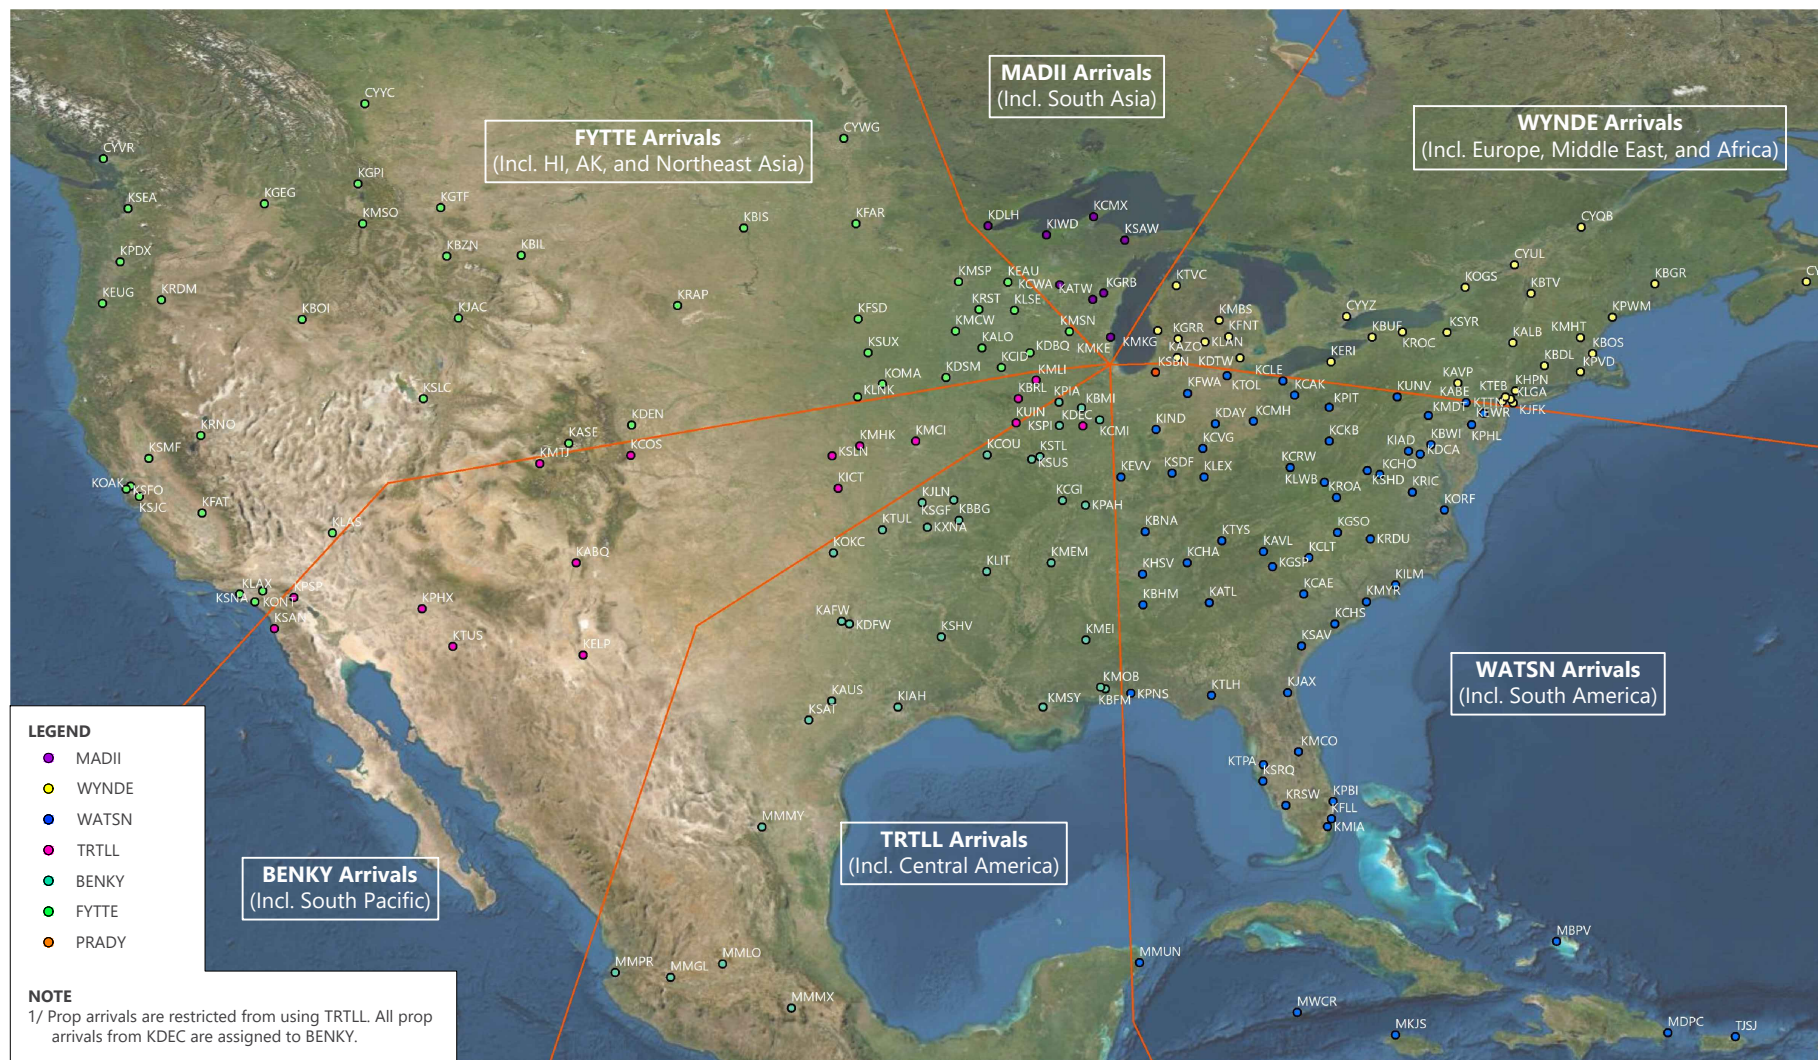 MADII Arrivals
(Incl. South Asia)
WYNDE Arrivals
(Incl. Europe, Middle East, and Africa)
FYTTE Arrivals
(Incl. HI, AK, and Northeast Asia)
CYYC
CYWG
CYVR
KGPI
KSEA
KGEG
KGTF
KMSO
KBIS
KFAR
KDLH
KCMX
KIWD
KSAW
CYQB
KPDX
KBZN
KBIL
CYUL
KMSP
KEAU
KCWA
KATW
KGRB
KTVC
KOGS
KBTV
KBGR
CY
KEUG
KRDM
KBOI
KJAC
KRAP
KFSD
KRST
KLSE
KMBS
CYYZ
KPWM
KMCW
KMSN
KGRR
KFNT
KBUF
KROC
KSYR
KALB
KMHT
KSUX
KALO
KDBQ
KMKE
KMKG
KAZO
KLAN
KBOS
KCID
KSBN
KDTW
KERI
KBDL
KPVD
KSLC
KLNK
KOMA
KDSM
KMLI
KCLE
KAVP
KBRL
KPIA
KBMI
KFWA
KTOL
KCAK
KUNV
KABE
KTEB
KHPN
KLGA
KDEN
KUIN
KDEC
KPIT
KMDT
KTTN
KEWR
KJFK
KRNO
KSPI
KCMI
KIND
KDAY
KCMH
KPHL
KSMF
KASE
KCOS
KMHK
KMCI
KCOU
KSTL
KCVG
KCKB
KIAD
KBWI
KMTJ
KSLN
KSUS
KDCA
KOAK
KSFO
KSJC
KICT
KEVV
KSDF
KLEX
KCRW
KLWB
KCHO
KSHD
KFAT
KJLN
KSGF
KBBG
KCGI
KPAH
KROA
KRIC
KLAS
KTUL
KXNA
KORF
KOKC
KBNA
KTYS
KGSO
KABQ
KLIT
KMEM
KHSV
KCHA
KAVL
KCLT
KRDU
KGSP
KLAX
KPSP
KSNA
KONT
KPHX
KCAE
KILM
KSAN
KAFW
KDFW
KBHM
KATL
KMYR
KTUS
KELP
KSHV
KMEI
KCHS
KSAV
WATSN Arrivals
(Incl. South America)
KAUS
KIAH
KMOB
KTLH
KJAX
KSAT
KMSY
KBFM
KPNS
KMCO
KTPA
KSRQ
KRSW
KPBI
KFLL
KMIA
MMMY
TRTLL Arrivals
(Incl. Central America)
BENKY Arrivals
(Incl. South Pacific)
MMPR
MMGL
MMLO
MMUN
MBPV
MMMX
MWCR
MKJS
MDPC
TJSJ
LEGEND
MADII
WYNDE
WATSN
TRTLL
BENKY
FYTTE
PRADY
NOTE
1/ Prop arrivals are restricted from using TRTLL. All prop
arrivals from KDEC are assigned to BENKY.